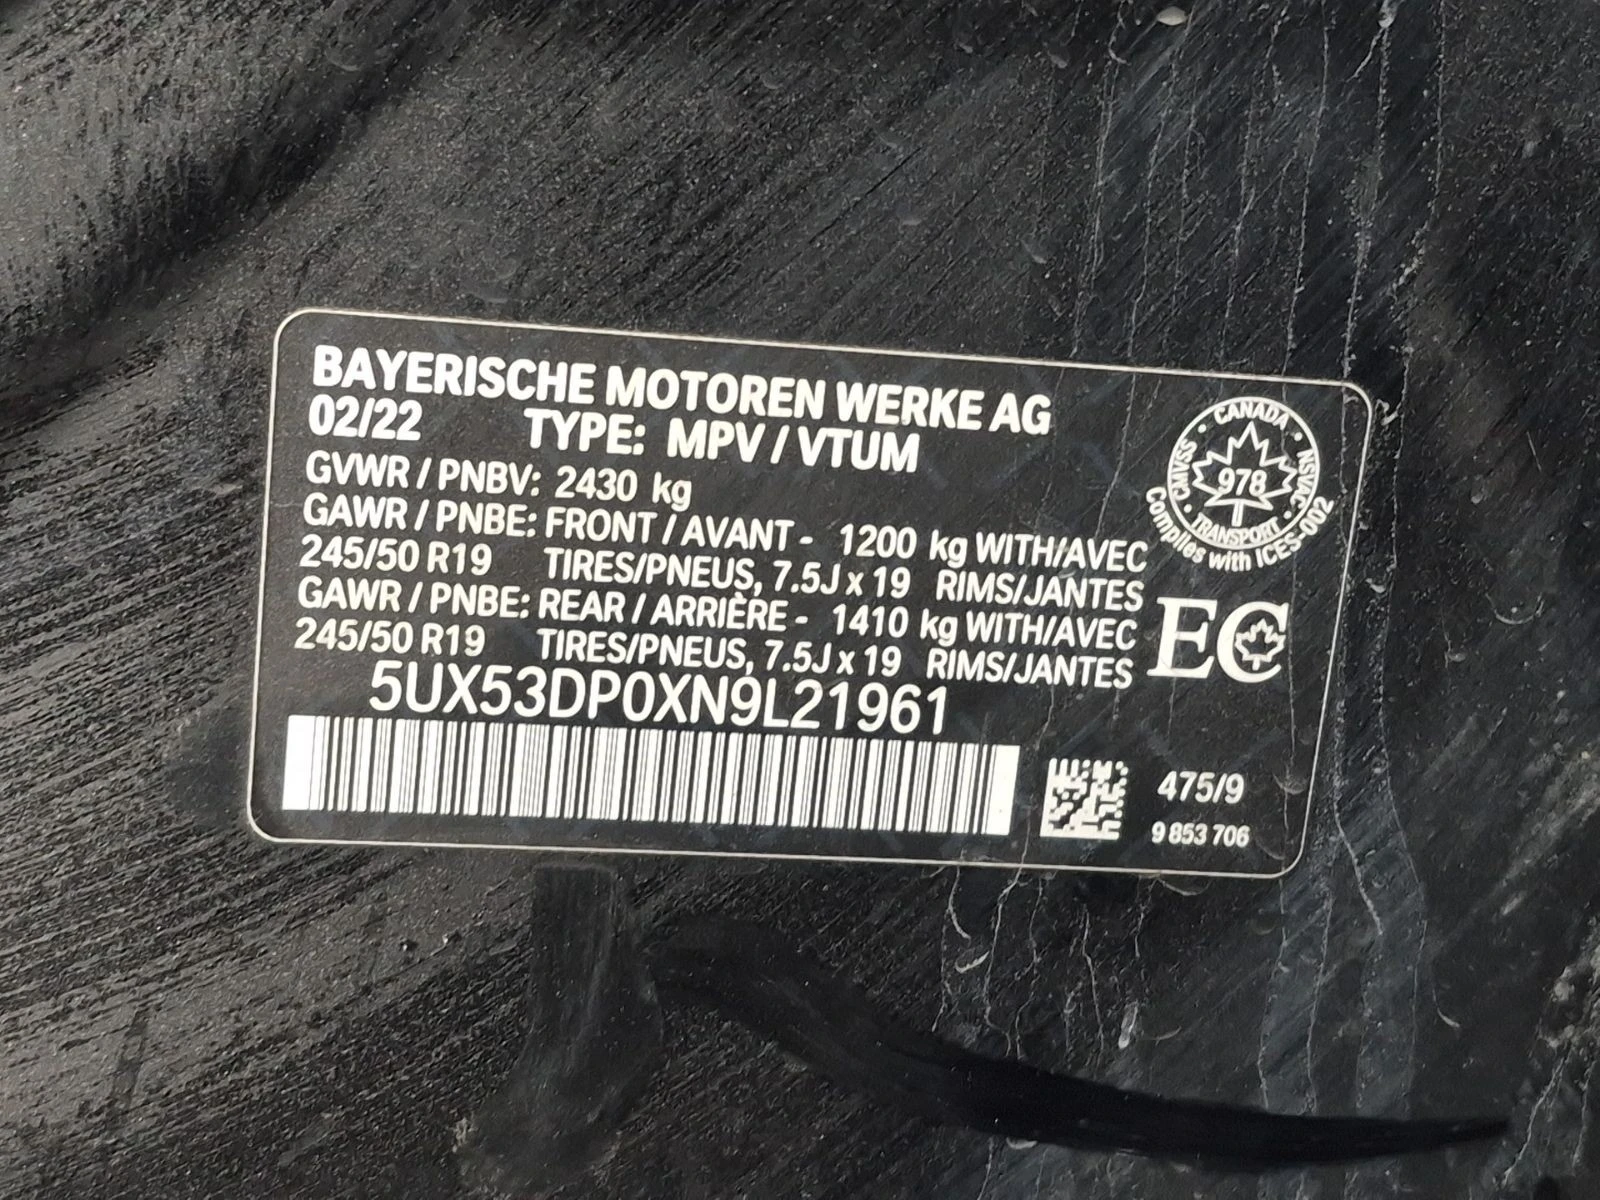 BAYERISCHE MOTOREN WERKE AG
02/22 TYPE: MPV / VTUM
GVWR / PNBV: 2430 kg
GAWR / PNBE: FRONT / AVANT - 1200 kg WITH/AVEC
245/50 R19 TIRES/PNEUS, 7.5J x 19 RIMS/JANTES
GAWR / PNBE: REAR / ARRIÈRE - 1410 kg WITH/AVEC
245/50 R19 TIRES/PNEUS, 7.5J x 19 RIMS/JANTES
5UX53DP0XN9L21961
CANADA
CMVSS
NSVAC
978
TRANSPORT
Complies with ICES-002
EC
475/9
9 853 706